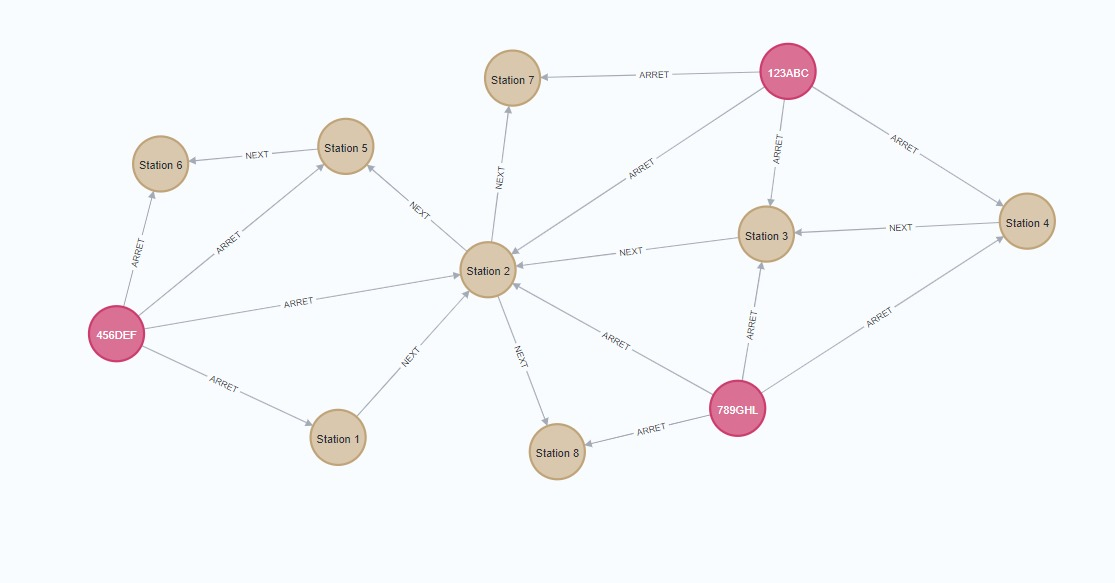 123ABC
Station 7
ARRET
Station 5
NEXT
Station 6
ARRET
ARRET
ARRET
NEXT
NEXT
Station 4
NEXT
Station 3
ARRET
ARRET
NEXT
Station 2
ARRET
456DEF
ARRET
ARRET
ARRET
NEXT
NEXT
ARRET
789GHL
ARRET
Station 1
Station 8